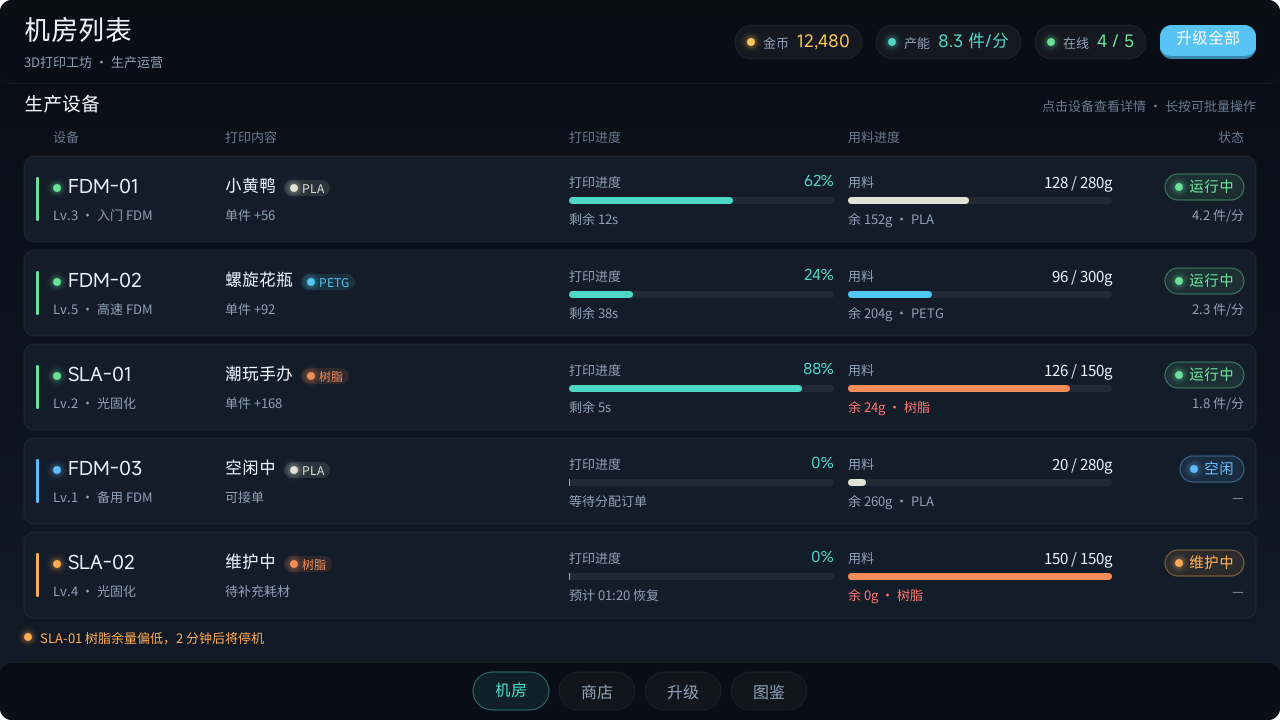 机房列表
3D打印工坊 · 生产运营
金币 12,480
产能 8.3 件/分
在线 4 / 5
升级全部
生产设备
点击设备查看详情 · 长按可批量操作
设备 打印内容 打印进度 用料进度 状态
FDM-01 小黄鸭 PLA 打印进度 62% 用料 128 / 280g 运行中
Lv.3 · 入门 FDM 单件 +56 剩余 12s 余 152g · PLA 4.2 件/分
FDM-02 螺旋花瓶 PETG 打印进度 24% 用料 96 / 300g 运行中
Lv.5 · 高速 FDM 单件 +92 剩余 38s 余 204g · PETG 2.3 件/分
SLA-01 潮玩手办 树脂 打印进度 88% 用料 126 / 150g 运行中
Lv.2 · 光固化 单件 +168 剩余 5s 余 24g · 树脂 1.8 件/分
FDM-03 空闲中 PLA 打印进度 0% 用料 20 / 280g 空闲
Lv.1 · 备用 FDM 可接单 等待分配订单 余 260g · PLA —
SLA-02 维护中 树脂 打印进度 0% 用料 150 / 150g 维护中
Lv.4 · 光固化 待补充耗材 预计 01:20 恢复 余 0g · 树脂 —
SLA-01 树脂余量偏低，2 分钟后将停机
机房 商店 升级 图鉴